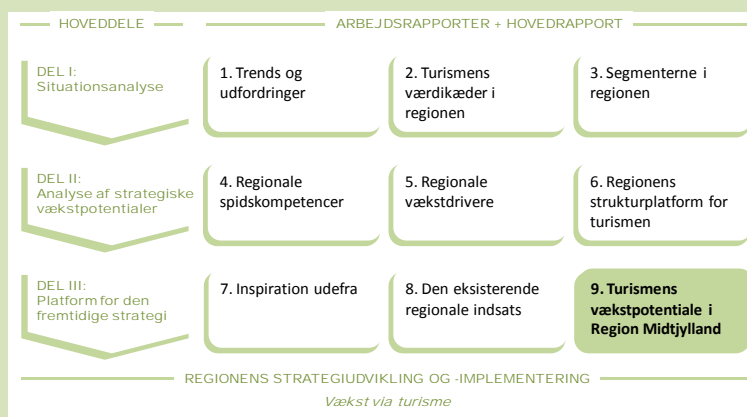 HOVEDDELE
ARBEJDSRAPPORTER + HOVEDRAPPORT
DEL I:
Situationsanalyse
1. Trends og
udfordringer
2. Turismens
værdikæder i
regionen
3. Segmenterne i
regionen
DEL II:
Analyse af strategiske
vækstpotentialer
4. Regionale
spidskompetencer
5. Regionale
vækstdrivere
6. Regionens
strukturplatform for
turismen
DEL III:
Platform for den
fremtidige strategi
7. Inspiration udefra
8. Den eksisterende
regionale indsats
9. Turismens
vækstpotentiale i
Region Midtjylland
REGIONENS STRATEGIUDVIKLING OG -IMPLEMENTERING
Vækst via turisme